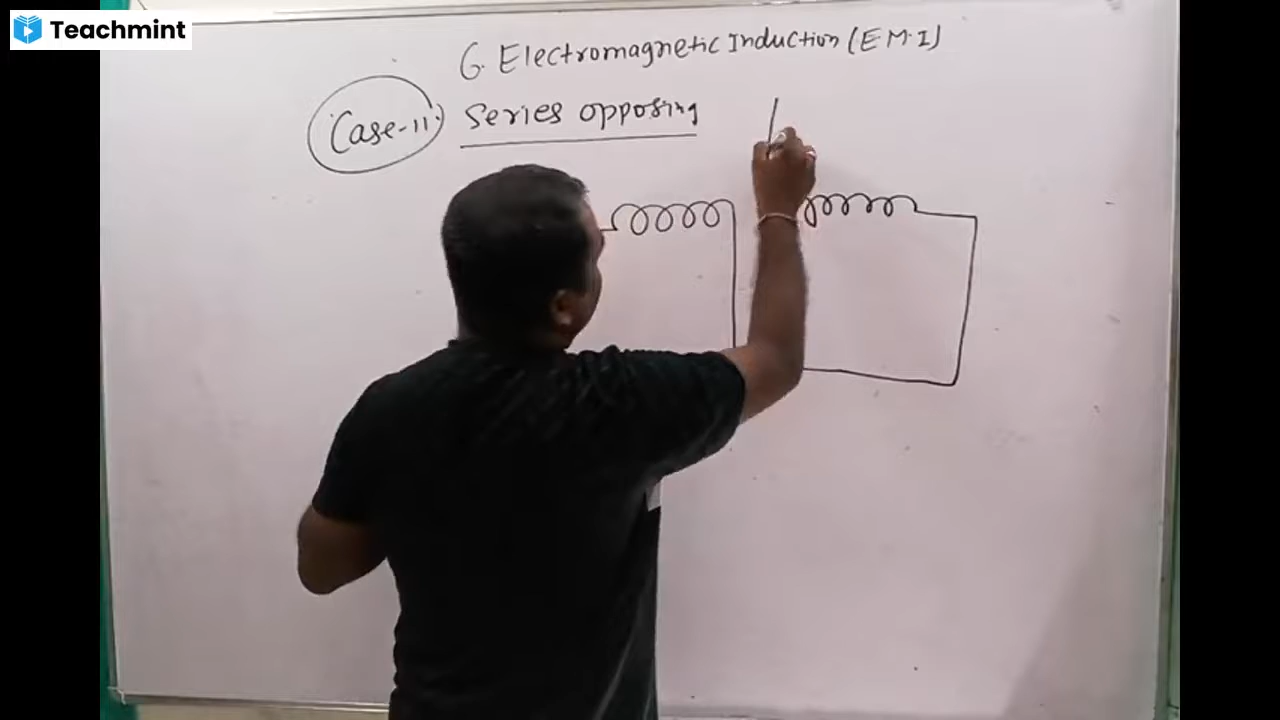 Teachmint
6. Electromagnetic Induction (E.M.I)
Case-II Series opposing